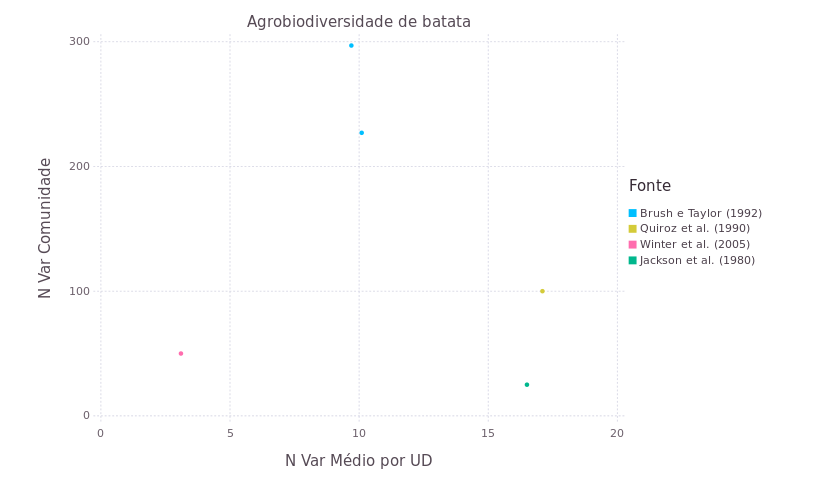 Agrobiodiversidade de batata
300
200
100
0
N Var Comunidade
0 5 10 15 20
N Var Médio por UD
Fonte
Brush e Taylor (1992)
Quiroz et al. (1990)
Winter et al. (2005)
Jackson et al. (1980)